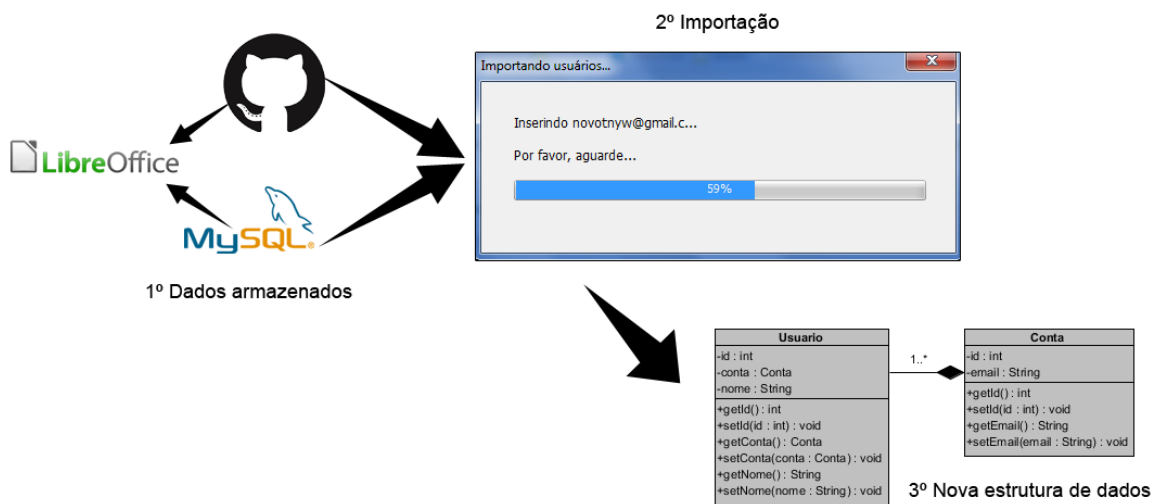 2º Importação
Importando usuários...
Inserindo novotnyw@gmail.c...
Por favor, aguarde...
59%
LibreOffice
MySQL®
1º Dados armazenados
Usuario
-id : int
-conta : Conta
-nome : String
+getId() : int
+setId(id : int) : void
+getConta() : Conta
+setConta(conta : Conta) : void
+getNome() : String
+setNome(nome : String) : void
1..*
Conta
-id : int
-email : String
+getId() : int
+setId(id : int) : void
+getEmail() : String
+setEmail(email : String) : void
3º Nova estrutura de dados